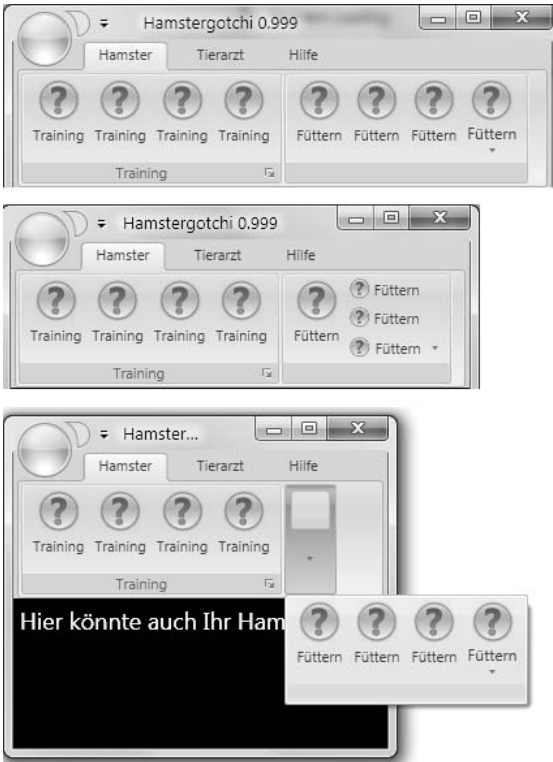 Hamstergotchi 0.999
Hamster Tierarzt Hilfe
Training Training Training Training Füttern Füttern Füttern Füttern
Training
Hamstergotchi 0.999
Hamster Tierarzt Hilfe
Füttern
Füttern
Training Training Training Training Füttern
Füttern
Training
Hamster...
Hamster Tierarzt Hilfe
Training Training Training Training
Training
Hier könnte auch Ihr Ham
Füttern Füttern Füttern Füttern